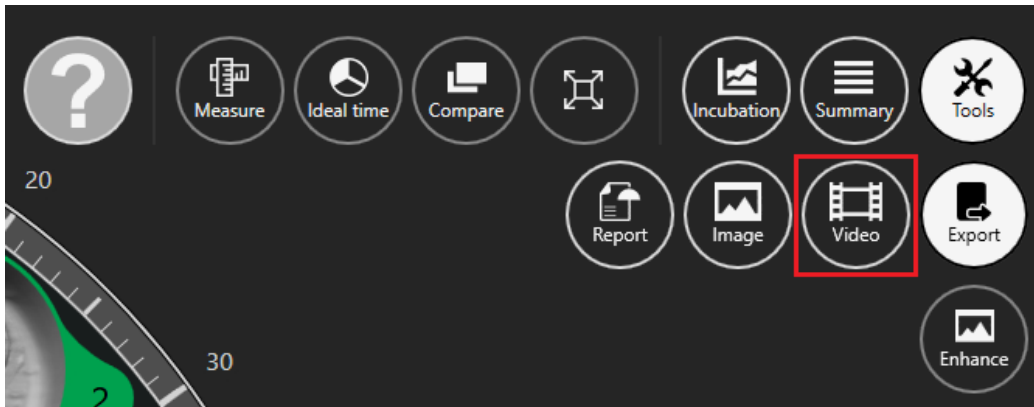 ?
Measure
Ideal time
Compare
Incubation
Summary
Tools
20
Report
Image
Video
Export
30
Enhance
2